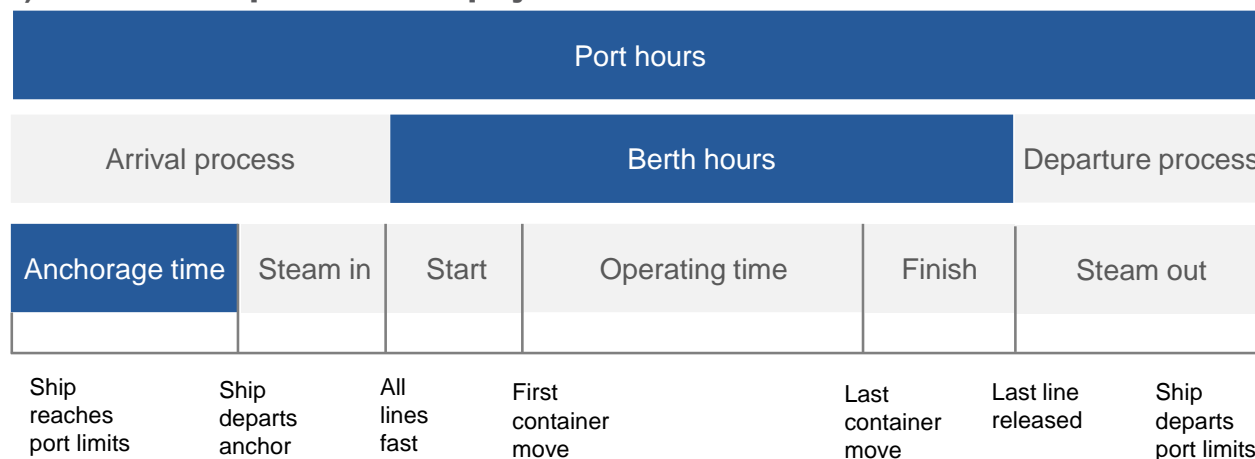 Port hours
Arrival process
Berth hours
Departure process
Anchorage time
Steam in
Start
Operating time
Finish
Steam out
Ship
reaches
port limits
Ship
departs
anchor
All
lines
fast
First
container
move
Last
container
move
Last line
released
Ship
departs
port limits